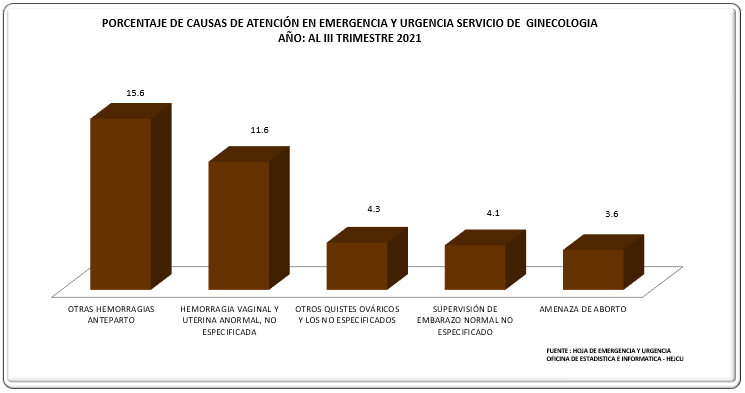 PORCENTAJE DE CAUSAS DE ATENCIÓN EN EMERGENCIA Y URGENCIA SERVICIO DE GINECOLOGIA
AÑO: AL III TRIMESTRE 2021
15.6
11.6
4.3
4.1
3.6
OTRAS HEMORRAGIAS
ANTEPARTO
HEMORRAGIA VAGINAL Y
UTERINA ANORMAL, NO
ESPECIFICADA
OTROS QUISTES OVÁRICOS
Y LOS NO ESPECIFICADOS
SUPERVISIÓN DE
EMBARAZO NORMAL NO
ESPECIFICADO
AMENAZA DE ABORTO
FUENTE : HOJA DE EMERGENCIA Y URGENCIA
OFICINA DE ESTADISTICA E INFORMATICA - HEJCU